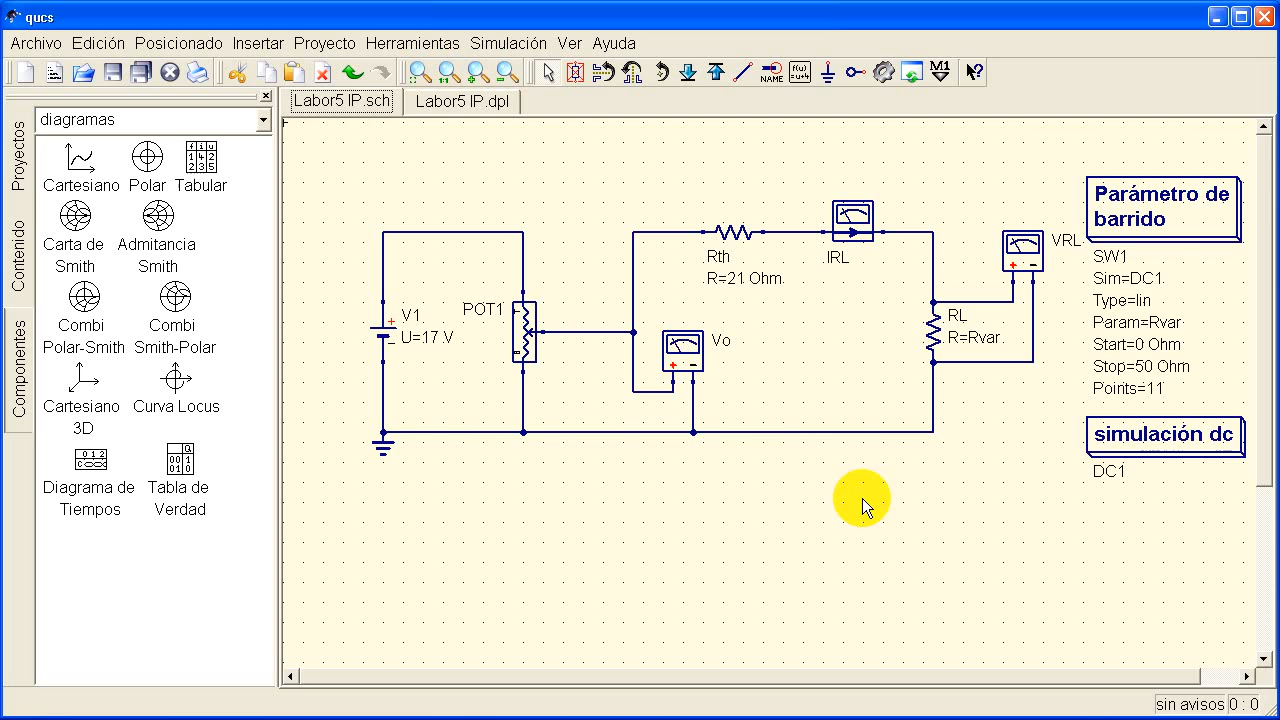 qucs
Archivo Edición Posicionado Insertar Proyecto Herramientas Simulación Ver Ayuda
1:1 NAME f(u) =u+4 M1
Labor5 IP.sch Labor5 IP.dpl
Proyectos
Contenido
Componentes
diagramas
Cartesiano Polar Tabular
Carta de Smith
Admitancia Smith
Combi Polar-Smith
Combi Smith-Polar
Cartesiano 3D
Curva Locus
Diagrama de Tiempos
Tabla de Verdad
V1
U=17 V
POT1
Rth
R=21 Ohm
IRL
Vo
RL
R=Rvar
VRL
Parámetro de
barrido
SW1
Sim=DC1
Type=lin
Param=Rvar
Start=0 Ohm
Stop=50 Ohm
Points=11
simulación dc
DC1
sin avisos 0 : 0